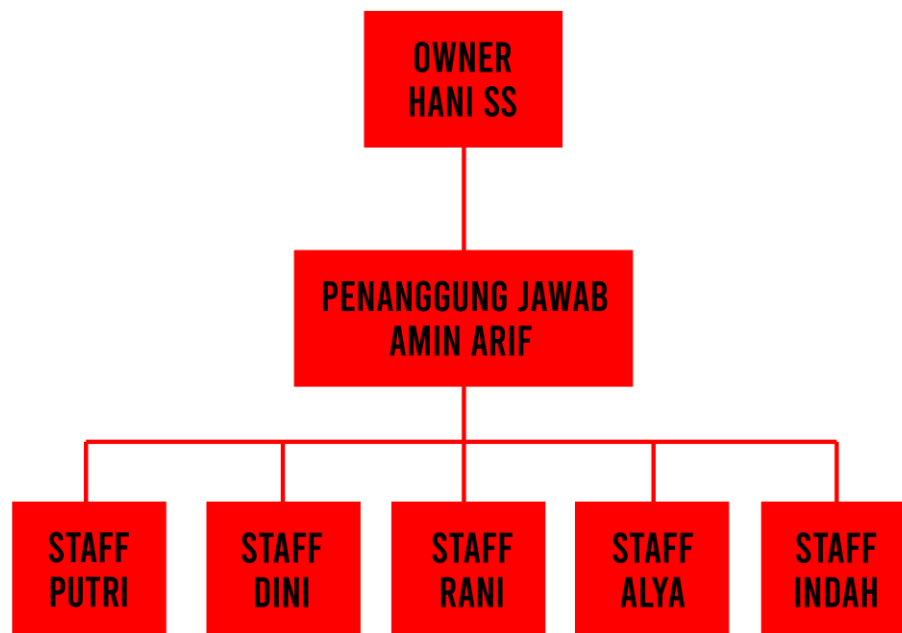 OWNER
HANI SS
PENANGGUNG JAWAB
AMIN ARIF
STAFF
PUTRI
STAFF
DINI
STAFF
RANI
STAFF
ALYA
STAFF
INDAH